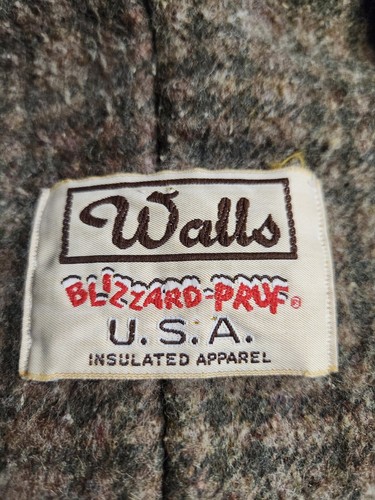 Walls
BLIZZARD-PRUF®
U.S.A.
INSULATED APPAREL